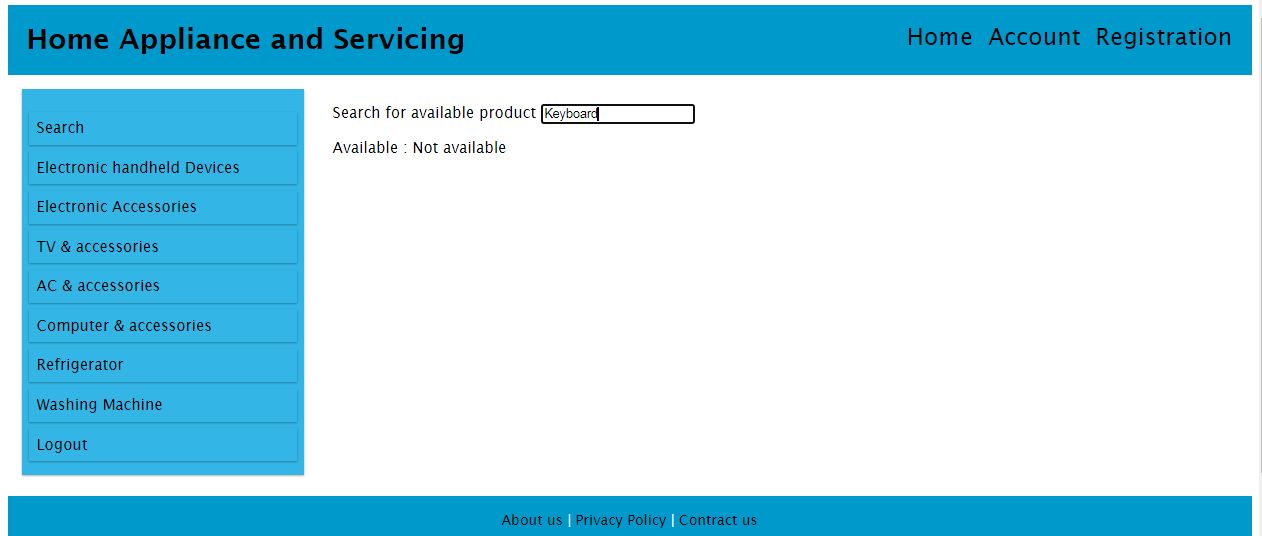 Home Appliance and Servicing
Home Account Registration
Search
Electronic handheld Devices
Electronic Accessories
TV & accessories
AC & accessories
Computer & accessories
Refrigerator
Washing Machine
Logout
Search for available product Keyboard
Available : Not available
About us | Privacy Policy | Contract us